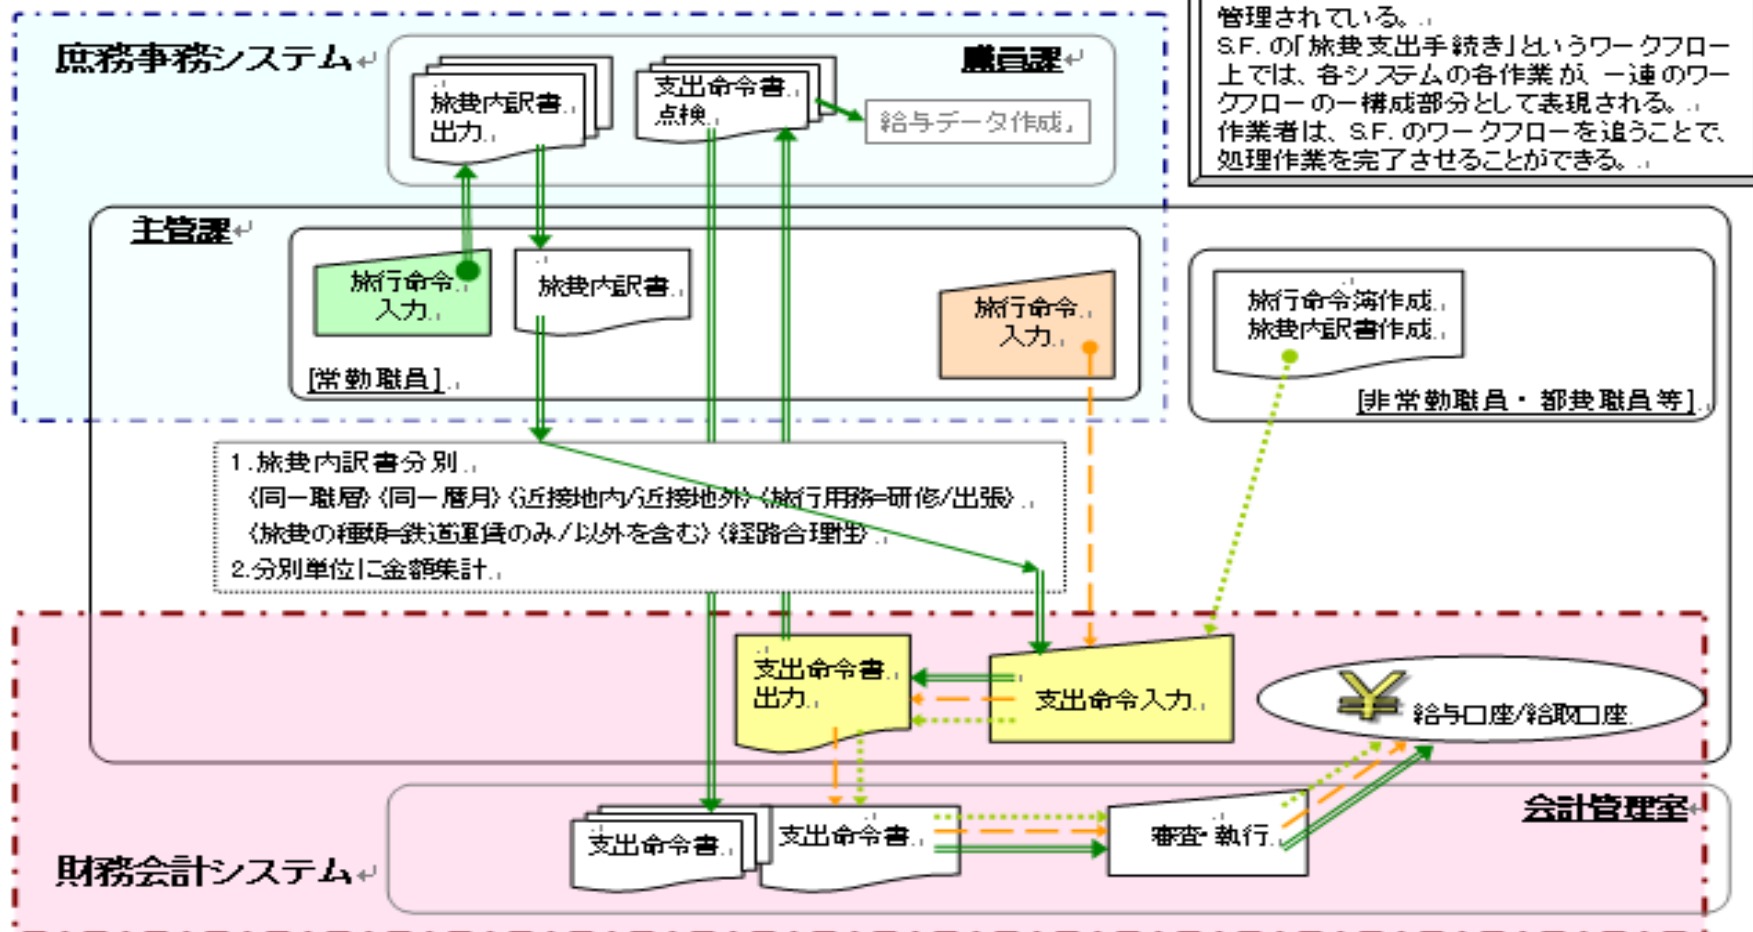 管理されている。
S.F.の「旅費支出手続き」というワークフロー
上では、各システムの各作業が、一連のワー
クフローの一構成部分として表現される。
作業者は、S.F.のワークフローを追うことで、
処理作業を完了させることができる。
庶務事務システム
職員課
旅費内訳書
出力
支出命令書
点検
給与データ作成
主管課
旅行命令
入力
旅費内訳書
旅行命令
入力
[常勤職員]
旅行命令簿作成
旅費内訳書作成
[非常勤職員・都費職員等]
1.旅費内訳書分別
〈同一職層〉〈同一暦月〉〈近接地内/近接地外〉〈旅行用務=研修/出張〉
〈旅費の種類=鉄道運賃のみ/以外を含む〉〈経路合理性〉
2.分別単位に金額集計
支出命令書
出力
支出命令入力
¥
給与口座/給取口座
会計管理室
支出命令書
支出命令書
審査・執行
財務会計システム